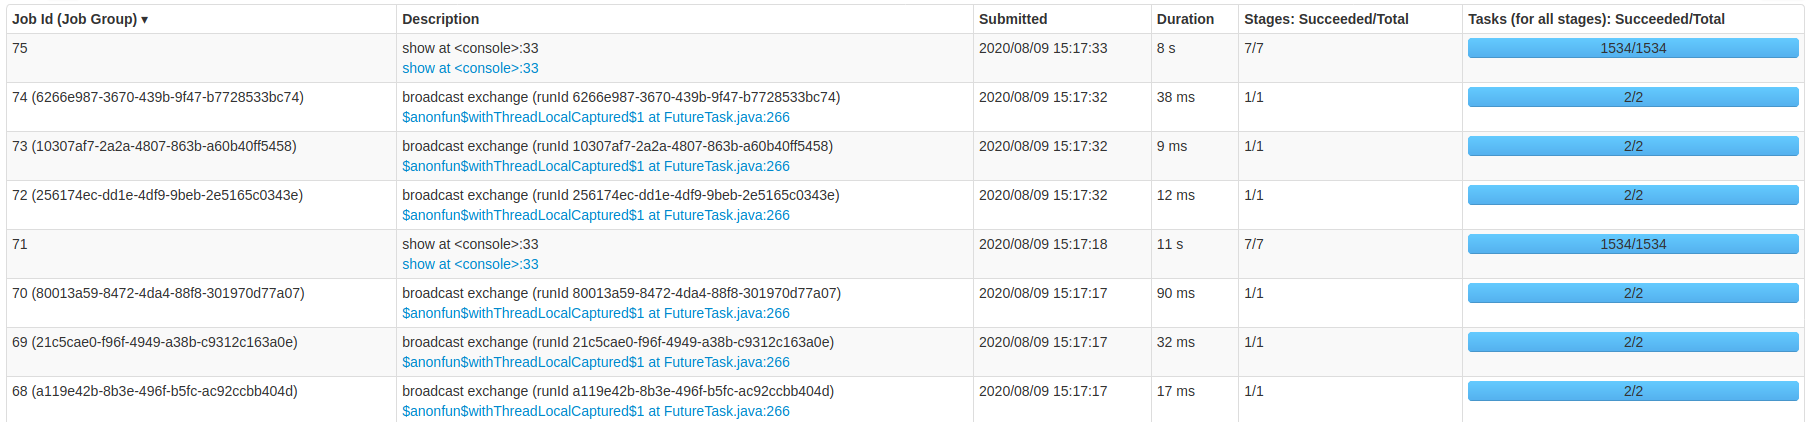 Job Id (Job Group) ▾ Description Submitted Duration Stages: Succeeded/Total Tasks (for all stages): Succeeded/Total
75 show at <console>:33 2020/08/09 15:17:33 8 s 7/7 1534/1534
show at <console>:33
74 (6266e987-3670-439b-9f47-b7728533bc74) broadcast exchange (runId 6266e987-3670-439b-9f47-b7728533bc74) 2020/08/09 15:17:32 38 ms 1/1 2/2
$anonfun$withThreadLocalCaptured$1 at FutureTask.java:266
73 (10307af7-2a2a-4807-863b-a60b40ff5458) broadcast exchange (runId 10307af7-2a2a-4807-863b-a60b40ff5458) 2020/08/09 15:17:32 9 ms 1/1 2/2
$anonfun$withThreadLocalCaptured$1 at FutureTask.java:266
72 (256174ec-dd1e-4df9-9beb-2e5165c0343e) broadcast exchange (runId 256174ec-dd1e-4df9-9beb-2e5165c0343e) 2020/08/09 15:17:32 12 ms 1/1 2/2
$anonfun$withThreadLocalCaptured$1 at FutureTask.java:266
71 show at <console>:33 2020/08/09 15:17:18 11 s 7/7 1534/1534
show at <console>:33
70 (80013a59-8472-4da4-88f8-301970d77a07) broadcast exchange (runId 80013a59-8472-4da4-88f8-301970d77a07) 2020/08/09 15:17:17 90 ms 1/1 2/2
$anonfun$withThreadLocalCaptured$1 at FutureTask.java:266
69 (21c5cae0-f96f-4949-a38b-c9312c163a0e) broadcast exchange (runId 21c5cae0-f96f-4949-a38b-c9312c163a0e) 2020/08/09 15:17:17 32 ms 1/1 2/2
$anonfun$withThreadLocalCaptured$1 at FutureTask.java:266
68 (a119e42b-8b3e-496f-b5fc-ac92ccbb404d) broadcast exchange (runId a119e42b-8b3e-496f-b5fc-ac92ccbb404d) 2020/08/09 15:17:17 17 ms 1/1 2/2
$anonfun$withThreadLocalCaptured$1 at FutureTask.java:266